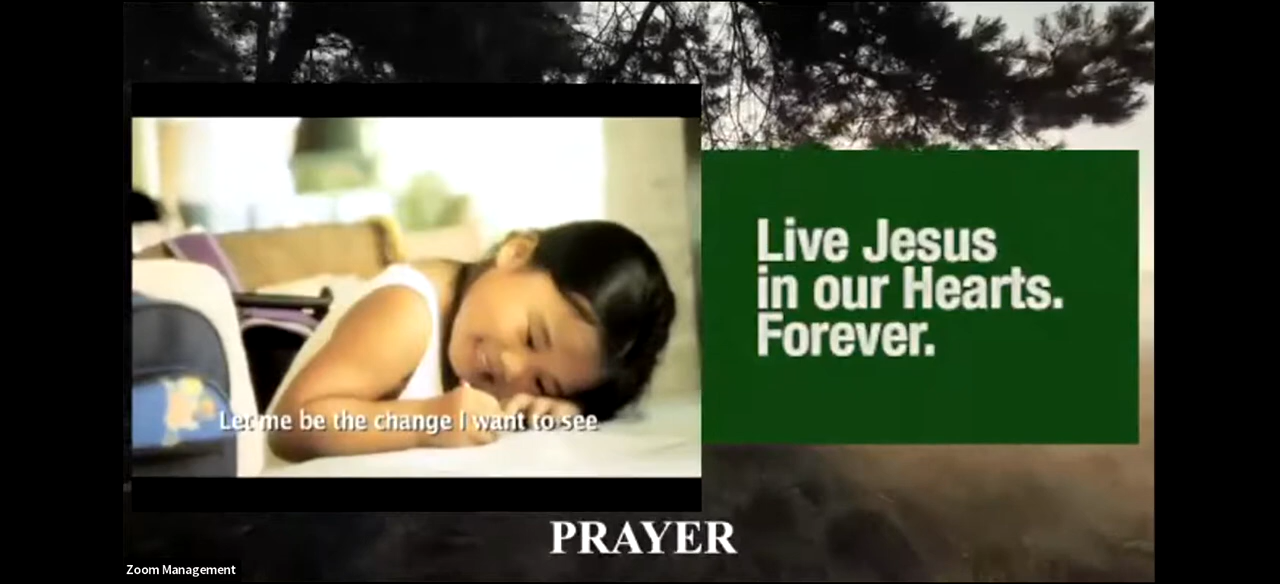 Let me be the change I want to see
Live Jesus
in our Hearts.
Forever.
PRAYER
Zoom Management